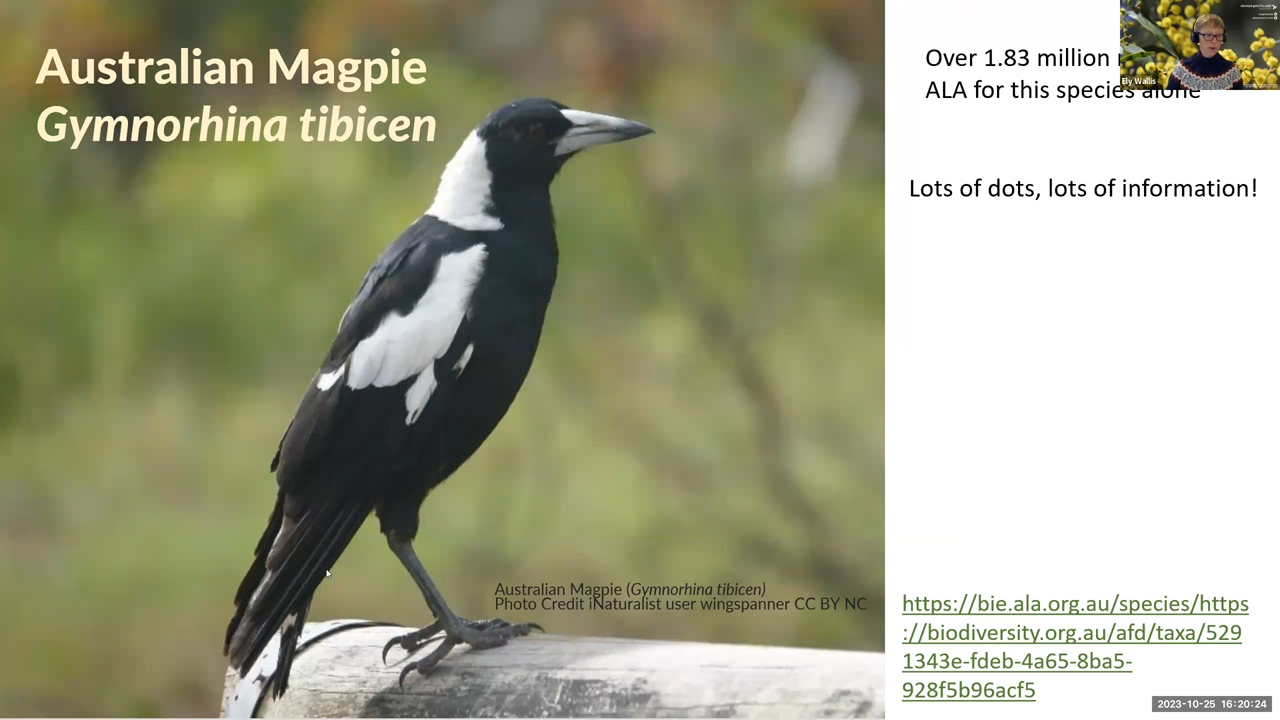 Australian Magpie
Gymnorhina tibicen
Over 1.83 million
ALA for this species alone
Ely Wallis
Lots of dots, lots of information!
Australian Magpie (Gymnorhina tibicen)
Photo Credit iNaturalist user wingspanner CC BY NC
https://bie.ala.org.au/species/https
://biodiversity.org.au/afd/taxa/529
1343e-fdeb-4a65-8ba5-
928f5b96acf5
2023-10-25 16:20:24